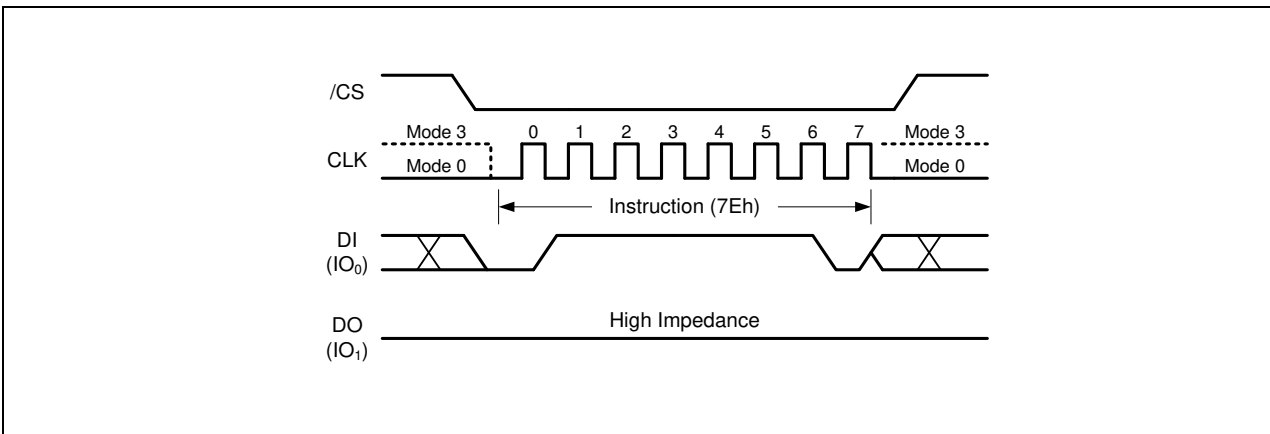 /CS
Mode 3 0 1 2 3 4 5 6 7 Mode 3
CLK
Mode 0 Mode 0
Instruction (7Eh)
DI
(IO₀)
High Impedance
DO
(IO₁)